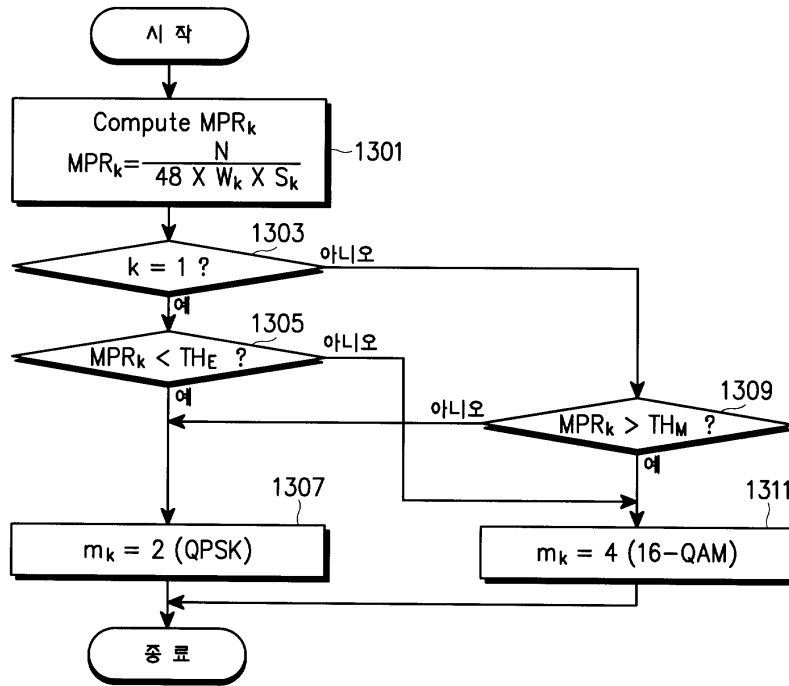 시 작
Compute MPRk
MPRk= N / 48 X Wk X Sk
1301
1303
k = 1 ?
아니오
예
1305
MPRk < THE ?
아니오
예
1309
아니오
MPRk > THM ?
예
1307
mk = 2 (QPSK)
1311
mk = 4 (16-QAM)
종 료